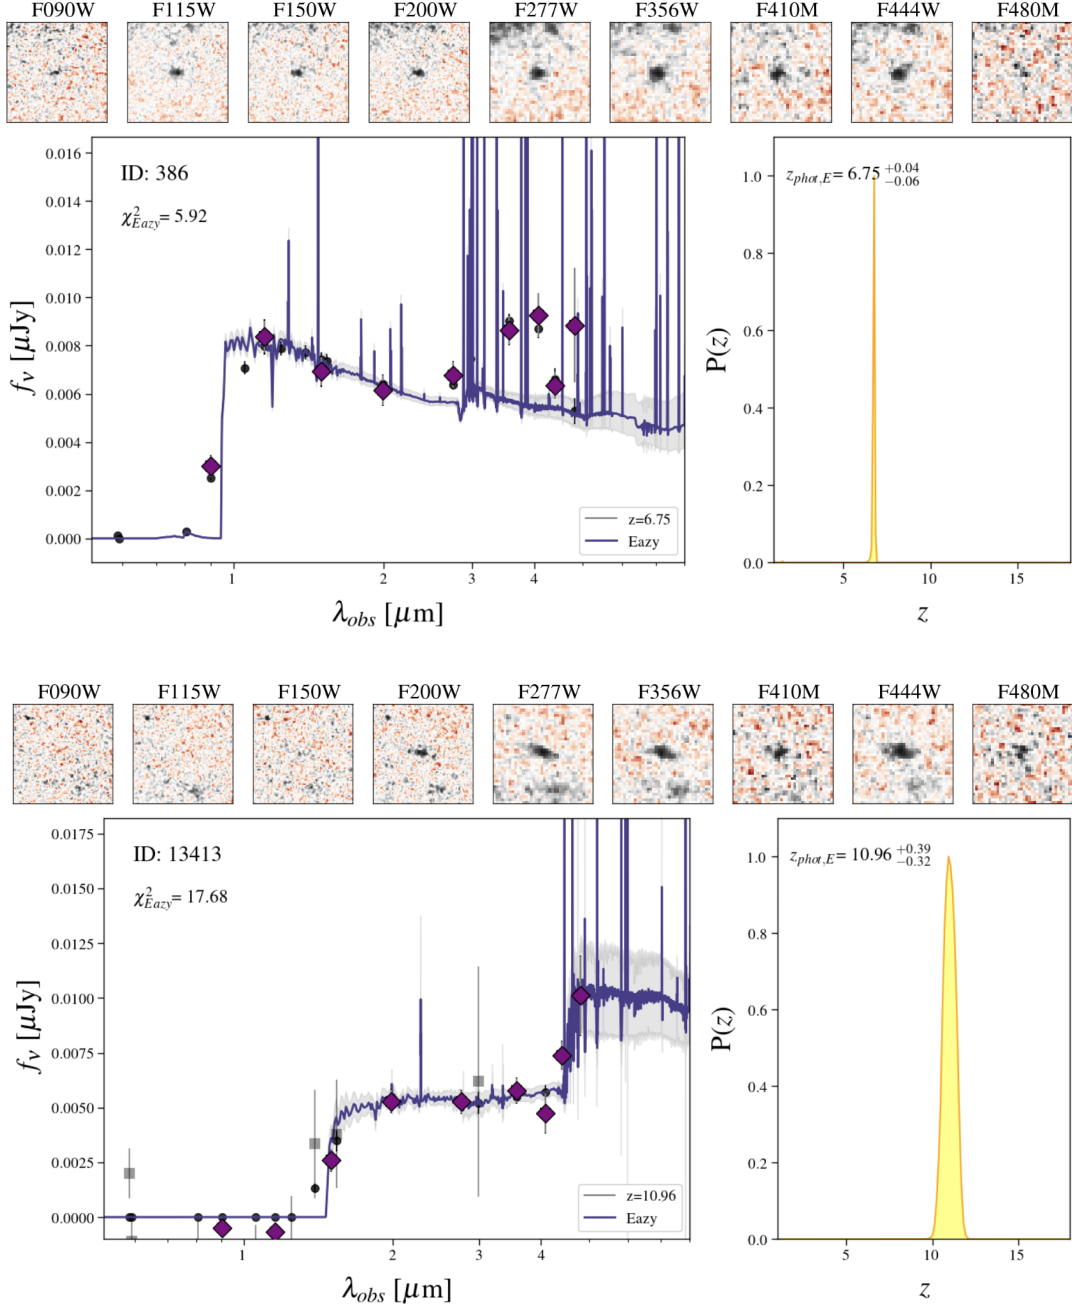 F090W F115W F150W F200W F277W F356W F410M F444W F480M
ID: 386
χ²Eazy= 5.92
0.016
0.014
0.012
0.010
0.008
0.006
0.004
0.002
0.000
fν [μJy]
z=6.75
Eazy
1 2 3 4
λobs [μm]
zphot,E= 6.75 +0.04 −0.06
1.0
0.8
0.6
0.4
0.2
0.0
P(z)
5 10 15
z
F090W F115W F150W F200W F277W F356W F410M F444W F480M
ID: 13413
χ²Eazy= 17.68
0.0175
0.0150
0.0125
0.0100
0.0075
0.0050
0.0025
0.0000
fν [μJy]
z=10.96
Eazy
1 2 3 4
λobs [μm]
zphot,E= 10.96 +0.39 −0.32
1.0
0.8
0.6
0.4
0.2
0.0
P(z)
5 10 15
z